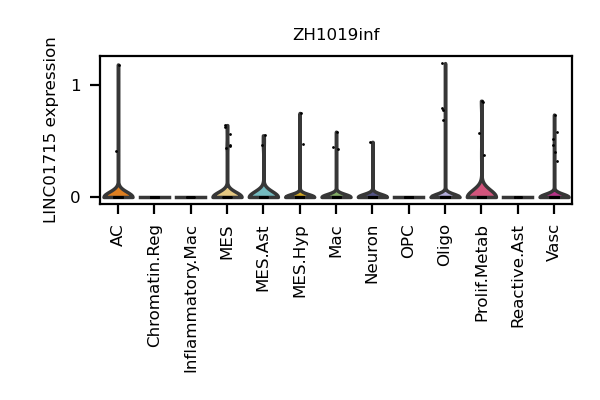 ZH1019inf
LINC01715 expression
1
0
AC
Chromatin.Reg
Inflammatory.Mac
MES
MES.Ast
MES.Hyp
Mac
Neuron
OPC
Oligo
Prolif.Metab
Reactive.Ast
Vasc